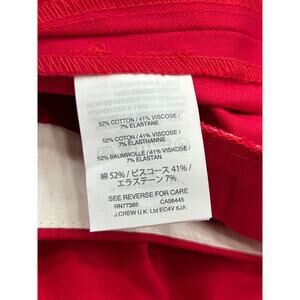 52% COTTON / 41% VISCOSE /
7% ELASTANE
52% COTON / 41% VISCOSE /
7% ELASTHANNE
52% BAUMWOLLE / 41% VISKOSE /
7% ELASTAN
綿 52% / ビスコース 41% /
エラステーン 7%
SEE REVERSE FOR CARE
RN77388 CA56445
J.CREW U.K. Ltd EC4V 6JA